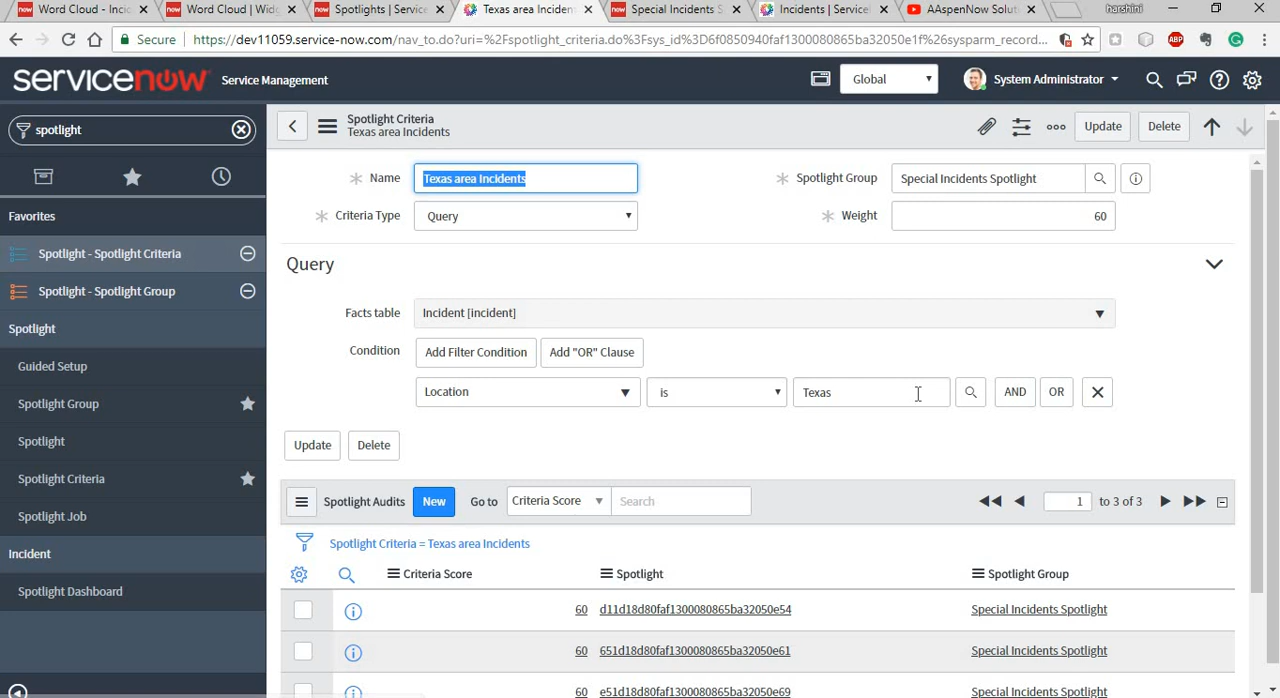 Word Cloud - Incid
Word Cloud | Widg
Spotlights | Service
Texas area Incident
Special Incidents S
Incidents | Service
AAspenNow Soluti
harshini
Secure https://dev11059.service-now.com/nav_to.do?uri=%2Fspotlight_criteria.do%3Fsys_id%3D6f0850940faf1300080865ba32050e1f%26sysparm_record...
ABP
servicenow Service Management
Global
System Administrator
spotlight
Spotlight Criteria
Texas area Incidents
Update
Delete
Favorites
Spotlight - Spotlight Criteria
Spotlight - Spotlight Group
Spotlight
Guided Setup
Spotlight Group
Spotlight
Spotlight Criteria
Spotlight Job
Incident
Spotlight Dashboard
Name Texas area Incidents
Spotlight Group Special Incidents Spotlight
Criteria Type Query
Weight 60
Query
Facts table Incident [incident]
Condition Add Filter Condition Add "OR" Clause
Location is Texas AND OR
Update Delete
Spotlight Audits New Go to Criteria Score Search 1 to 3 of 3
Spotlight Criteria = Texas area Incidents
Criteria Score Spotlight Spotlight Group
60 d11d18d80faf1300080865ba32050e54 Special Incidents Spotlight
60 651d18d80faf1300080865ba32050e61 Special Incidents Spotlight
60 e51d18d80faf1300080865ba32050e69 Special Incidents Spotlight